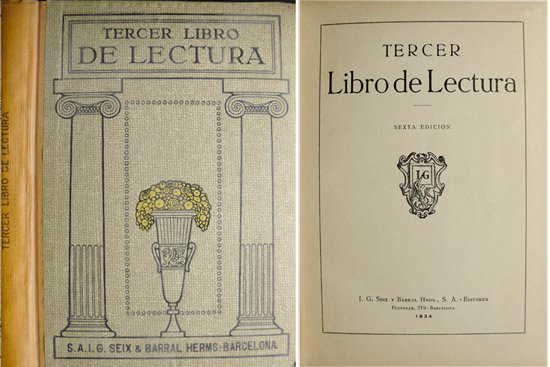 TERCER LIBRO DE LECTURA
TERCER LIBRO
DE LECTURA
S.A.I.G. SEIX & BARRAL HERMS-BARCELONA
TERCER
Libro de Lectura
SEXTA EDICIÓN
I G
I. G. SEIX Y BARRAL HNOS., S. A.-EDITORES
PROVENZA, 219-BARCELONA
1934